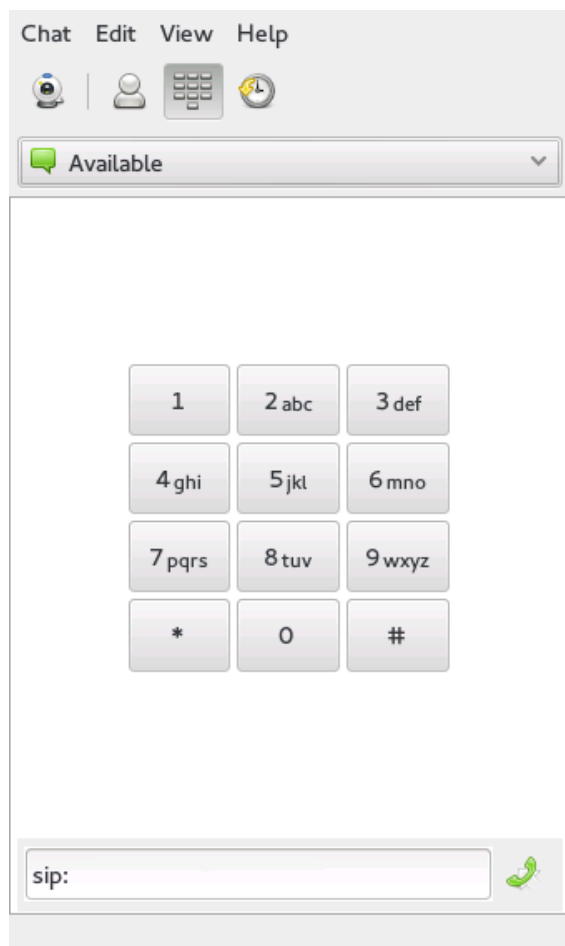 Chat Edit View Help
Available
1 2 abc 3 def
4 ghi 5 jkl 6 mno
7 pqrs 8 tuv 9 wxyz
* 0 #
sip: